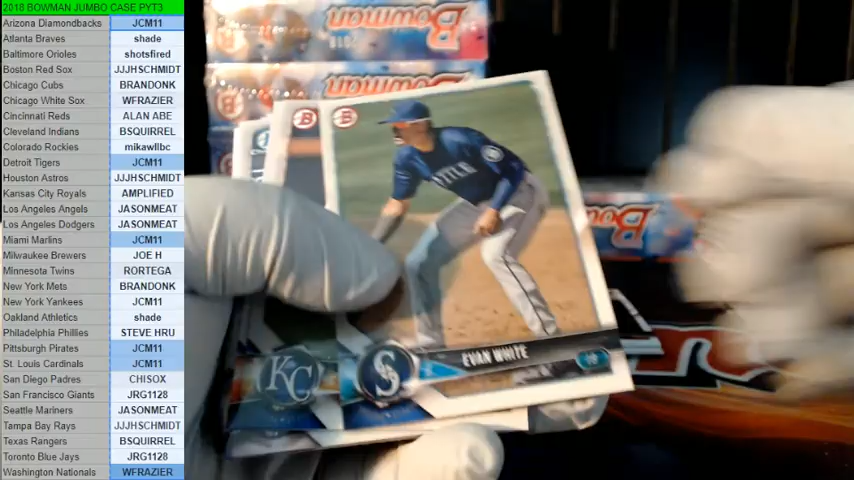 2018 BOWMAN JUMBO CASE PYT3
Arizona Diamondbacks JCM11
Atlanta Braves shade
Baltimore Orioles shotsfired
Boston Red Sox JJJHSCHMIDT
Chicago Cubs BRANDONK
Chicago White Sox WFRAZIER
Cincinnati Reds ALAN ABE
Cleveland Indians BSQUIRREL
Colorado Rockies mikawllbc
Detroit Tigers JCM11
Houston Astros JJJHSCHMIDT
Kansas City Royals AMPLIFIED
Los Angeles Angels JASONMEAT
Los Angeles Dodgers JASONMEAT
Miami Marlins JCM11
Milwaukee Brewers JOE H
Minnesota Twins RORTEGA
New York Mets BRANDONK
New York Yankees JCM11
Oakland Athletics shade
Philadelphia Phillies STEVE HRU
Pittsburgh Pirates JCM11
St. Louis Cardinals JCM11
San Diego Padres CHISOX
San Francisco Giants JRG1128
Seattle Mariners JASONMEAT
Tampa Bay Rays JJJHSCHMIDT
Texas Rangers BSQUIRREL
Toronto Blue Jays JRG1128
Washington Nationals WFRAZIER
Bowman
2018
Bowman
Bowman
B
B
KC
S
EVAN WHITE